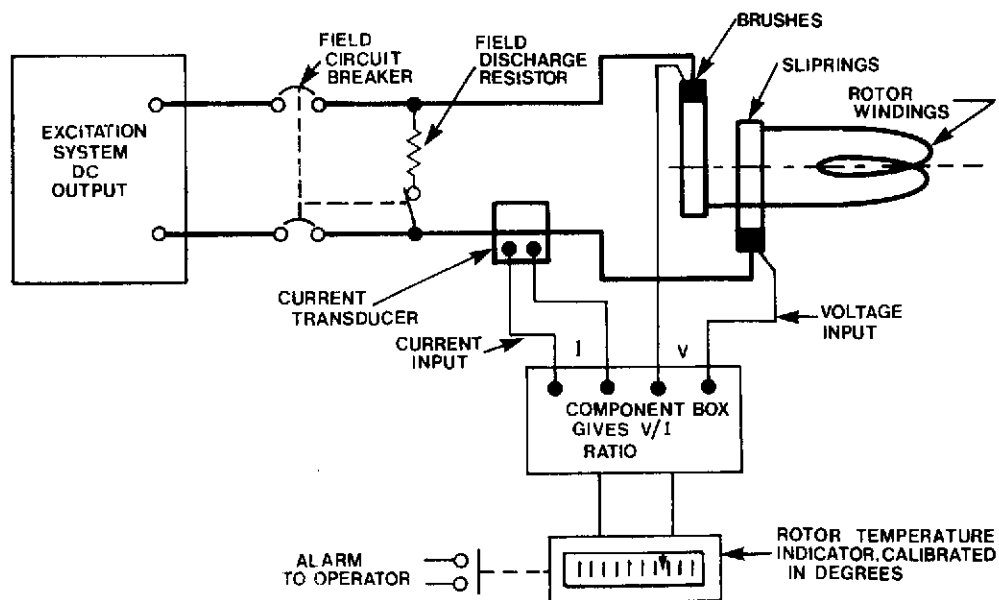 BRUSHES
FIELD
CIRCUIT
BREAKER
FIELD
DISCHARGE
RESISTOR
SLIPRINGS
ROTOR
WINDINGS
EXCITATION
SYSTEM
DC
OUTPUT
CURRENT
TRANSDUCER
CURRENT
INPUT
I
V
VOLTAGE
INPUT
COMPONENT BOX
GIVES V/I
RATIO
ROTOR TEMPERATURE
INDICATOR. CALIBRATED
IN DEGREES
ALARM
TO OPERATOR